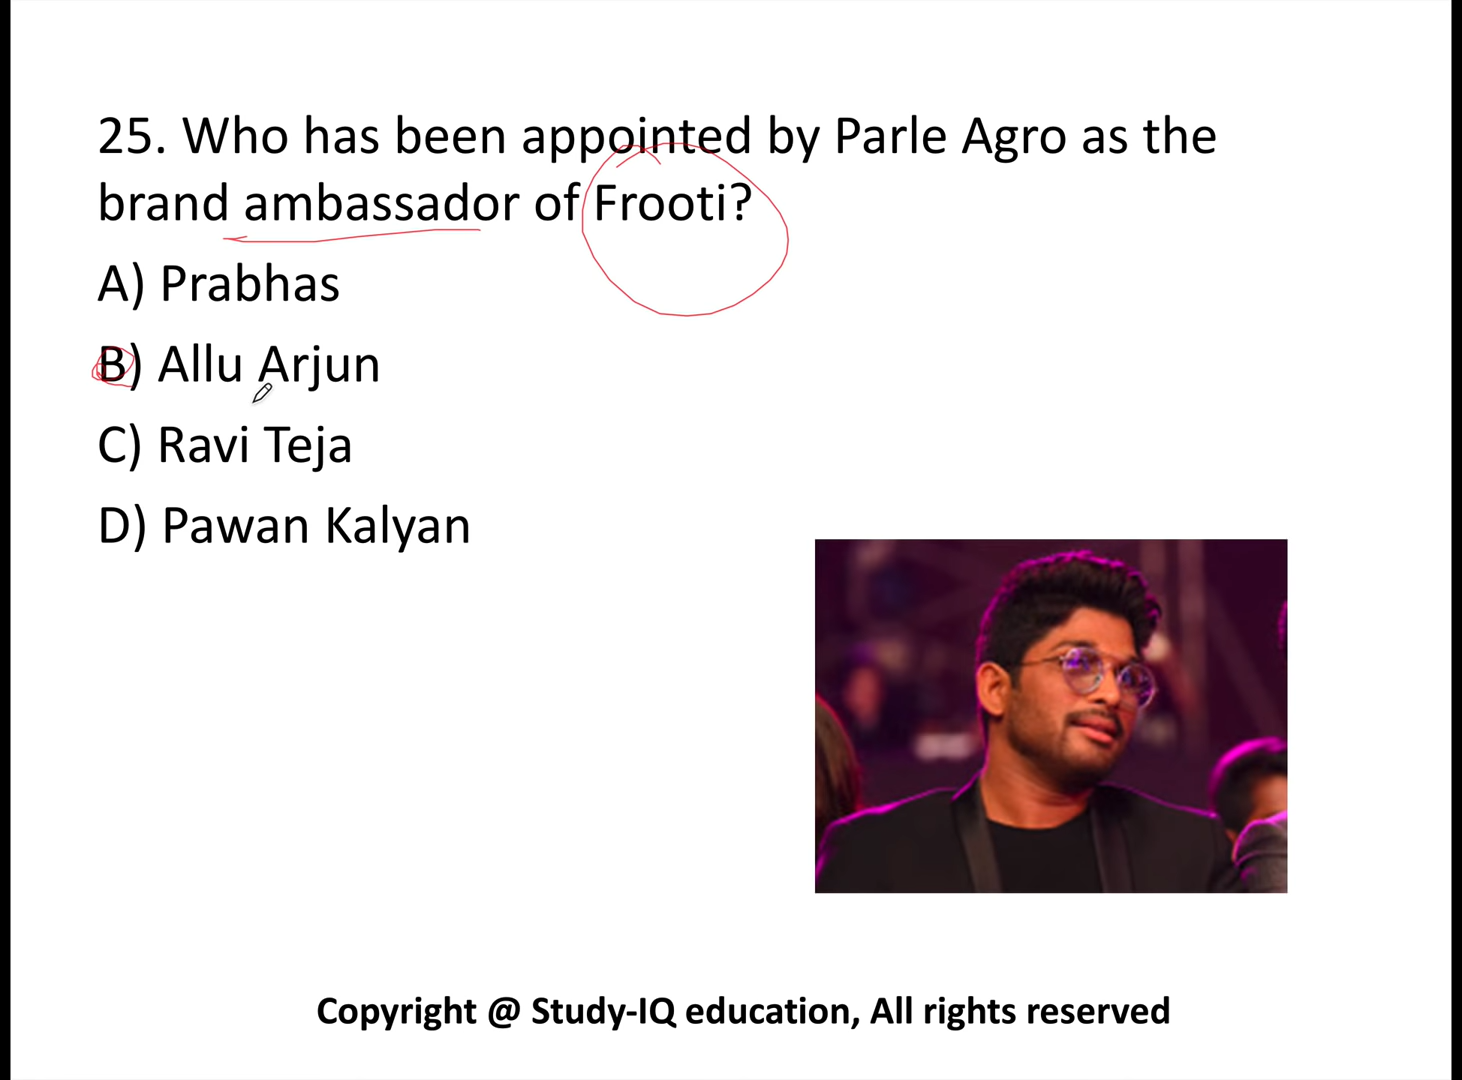 25. Who has been appointed by Parle Agro as the
brand ambassador of Frooti?
A) Prabhas
B) Allu Arjun
C) Ravi Teja
D) Pawan Kalyan
Copyright @ Study-IQ education, All rights reserved